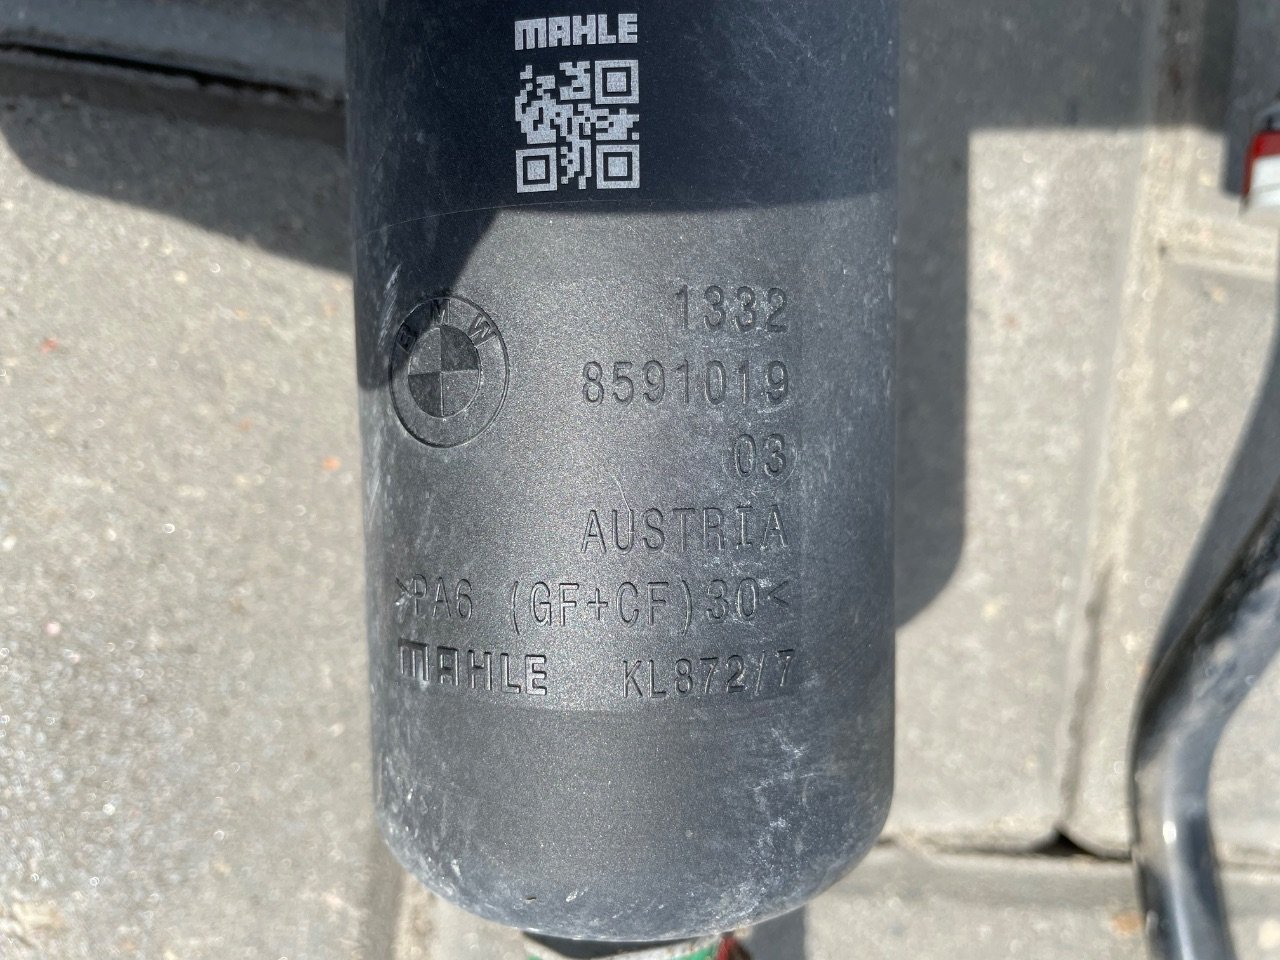 MAHLE
BMW
1332
8591019
03
AUSTRIA
>PA6 (GF+CF)30<
MAHLE KL872/7